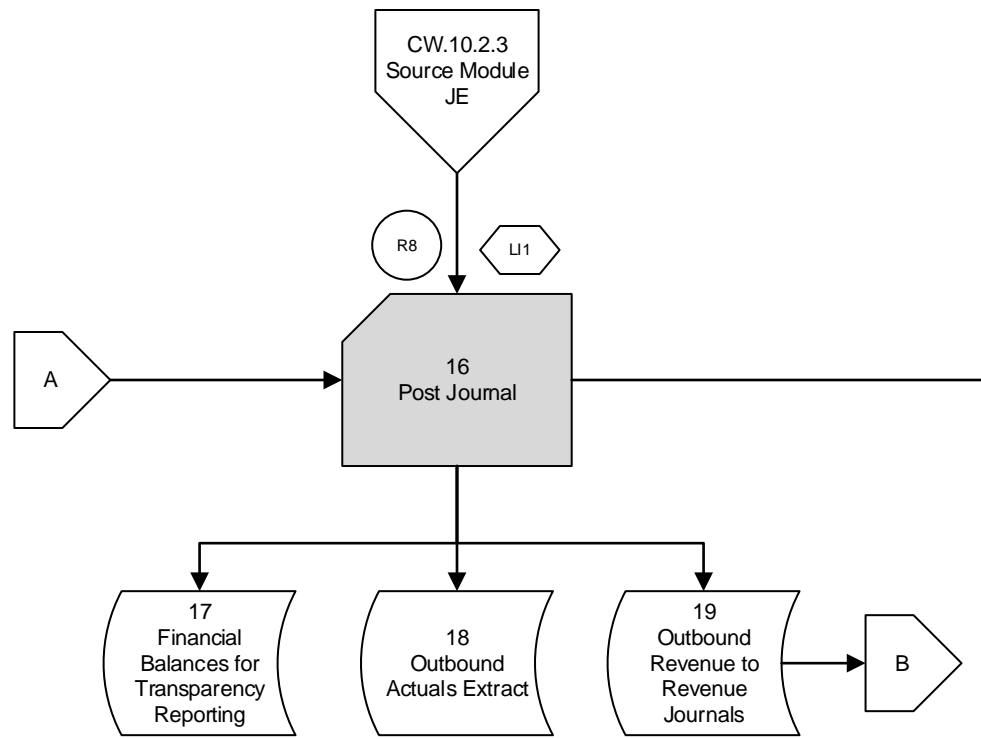 CW.10.2.3
Source Module
JE
R8
LI1
A
16
Post Journal
17
Financial
Balances for
Transparency
Reporting
18
Outbound
Actuals Extract
19
Outbound
Revenue to
Revenue
Journals
B